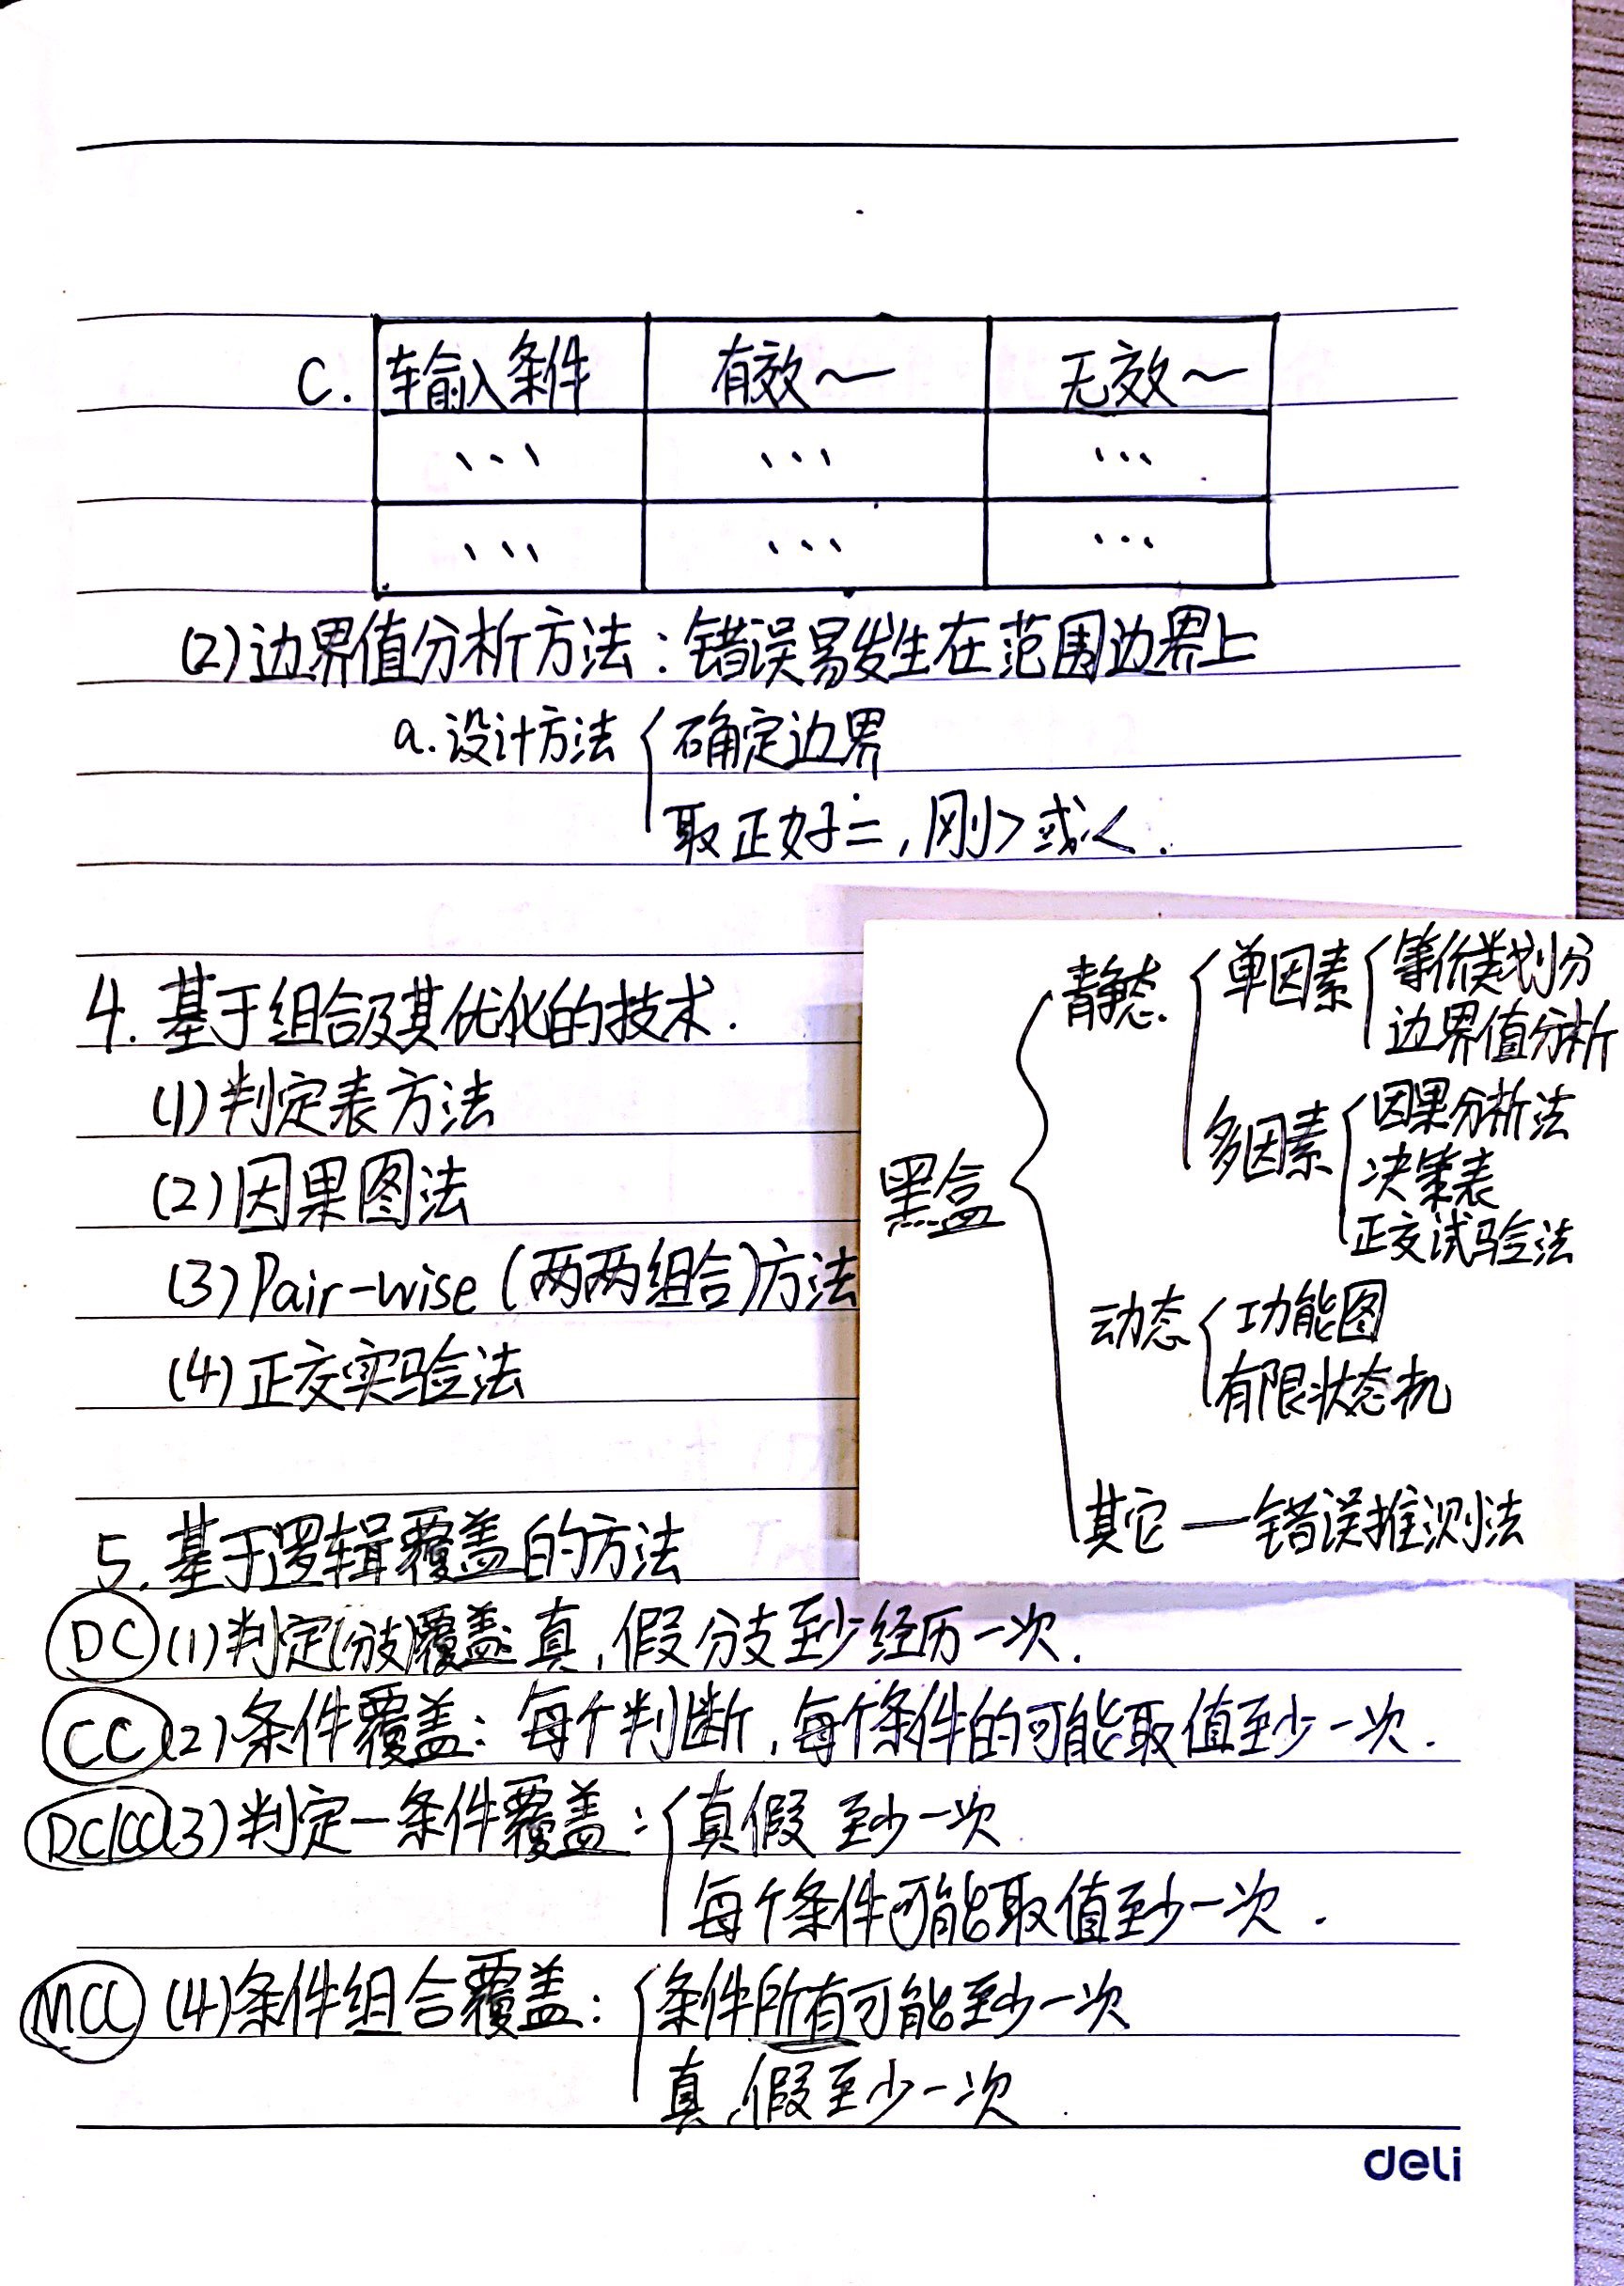 c. 输入条件 有效～ 无效～
... ... ...
... ... ...
(2)边界值分析方法：错误易发生在范围边界上
a.设计方法 { 确定边界
取正好=，刚>或<.
4. 基于组合及其优化的技术.
(1)判定表方法
(2)因果图法
(3)Pair-wise (两两组合)方法
(4)正交实验法
黑盒
静态
单因素
等价类划分
边界值分析
多因素
因果分析法
决策表
正交试验法
动态
功能图
有限状态机
其它 — 错误推测法
5. 基于逻辑覆盖的方法
DC (1)判定(分支)覆盖: 真,假分支至少经历一次.
CC (2)条件覆盖: 每个判断,每个条件的可能取值至少一次.
DC/CC (3)判定-条件覆盖: { 真假 至少一次
每个条件可能取值至少一次.
MCC (4)条件组合覆盖: { 条件所有可能至少一次
真,假至少一次
deli